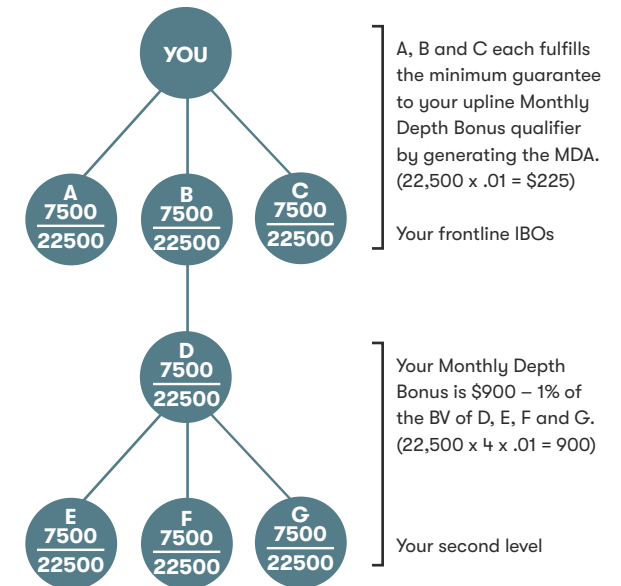 YOU
A
7500
22500
B
7500
22500
C
7500
22500
A, B and C each fulfills
the minimum guarantee
to your upline Monthly
Depth Bonus qualifier
by generating the MDA.
(22,500 x .01 = $225)
Your frontline IBOs
D
7500
22500
Your Monthly Depth
Bonus is $900 – 1% of
the BV of D, E, F and G.
(22,500 x 4 x .01 = 900)
E
7500
22500
F
7500
22500
G
7500
22500
Your second level